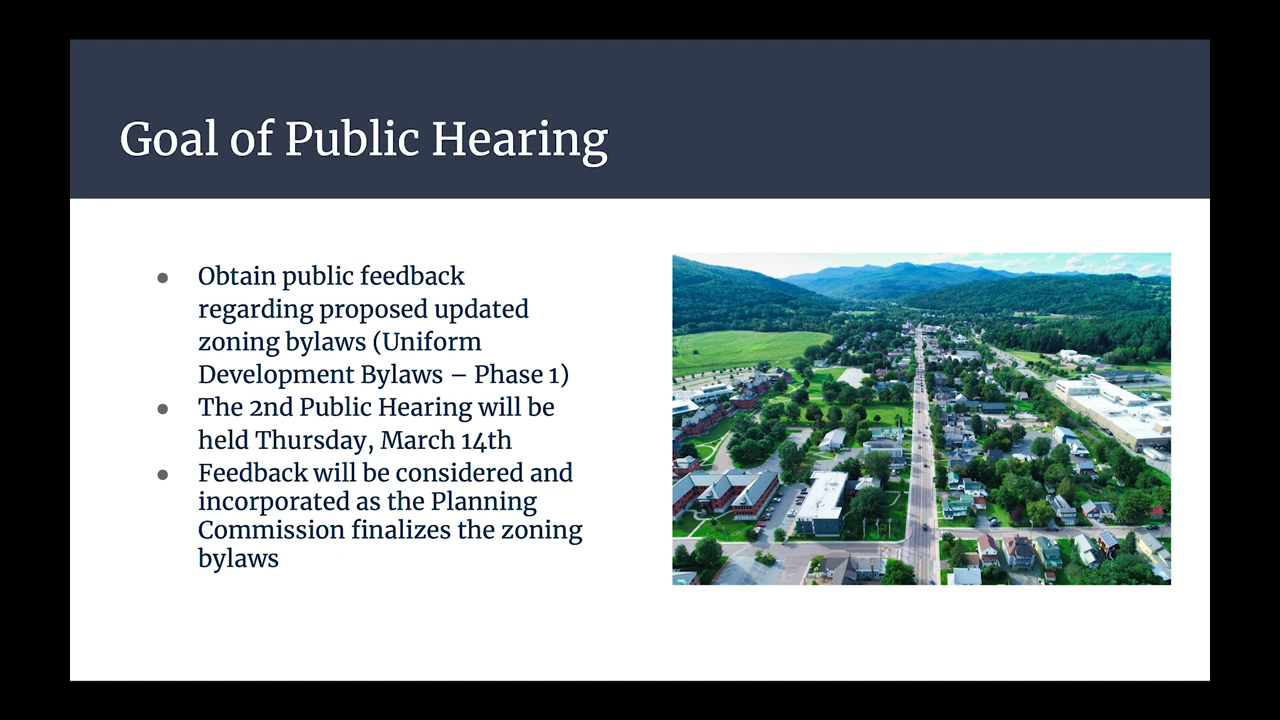 Goal of Public Hearing
● Obtain public feedback
regarding proposed updated
zoning bylaws (Uniform
Development Bylaws – Phase 1)
● The 2nd Public Hearing will be
held Thursday, March 14th
● Feedback will be considered and
incorporated as the Planning
Commission finalizes the zoning
bylaws